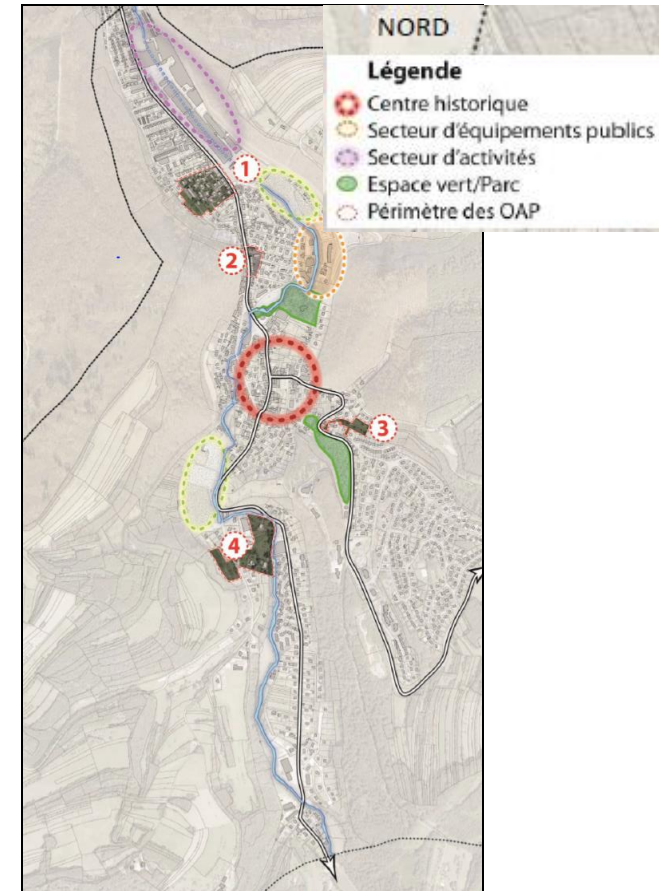 NORD
Légende
Centre historique
Secteur d'équipements publics
Secteur d'activités
Espace vert/Parc
Périmètre des OAP
1
2
3
4